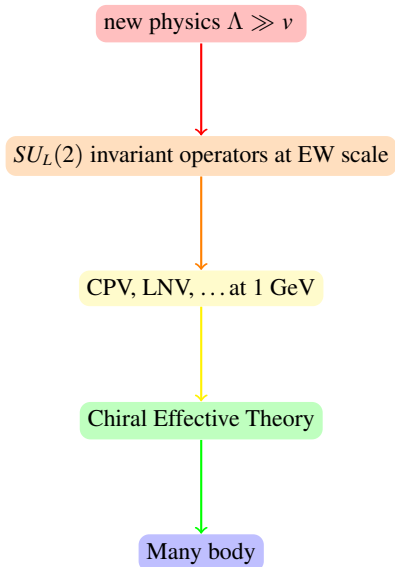 new physics Λ ≫ v
SU_L(2) invariant operators at EW scale
CPV, LNV, ... at 1 GeV
Chiral Effective Theory
Many body